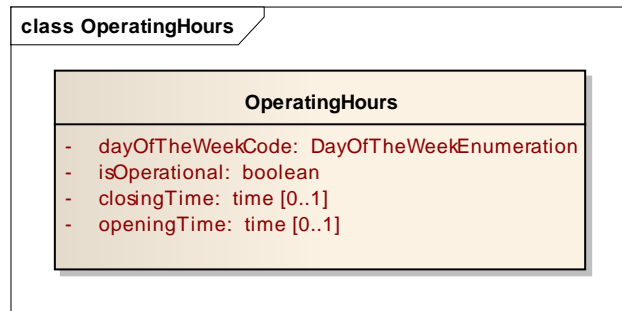 class OperatingHours
OperatingHours
- dayOfTheWeekCode: DayOfTheWeekEnumeration
- isOperational: boolean
- closingTime: time [0..1]
- openingTime: time [0..1]